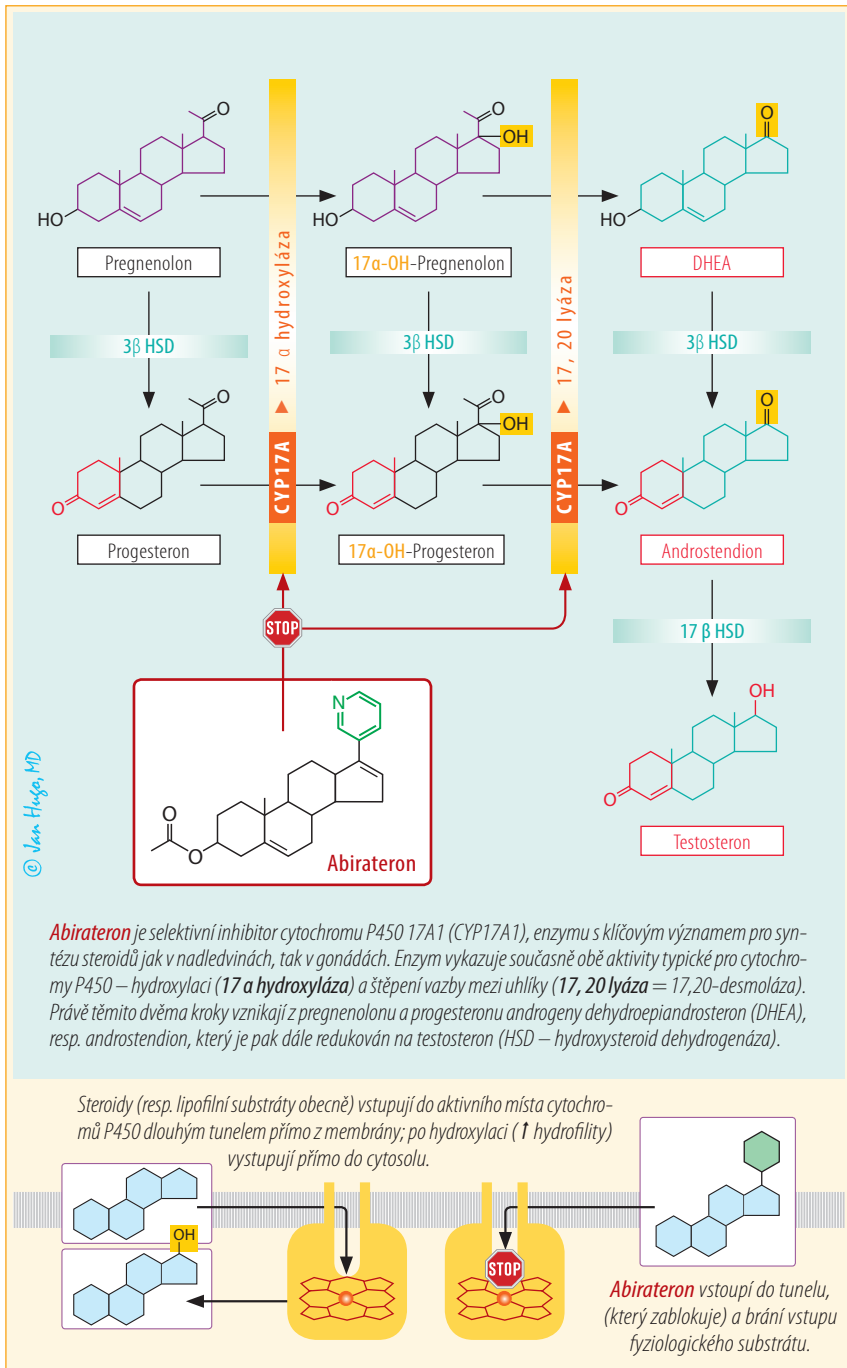 O
HO
Pregnenolon
O
OH
HO
17α-OH-Pregnenolon
O
HO
DHEA
3β HSD
3β HSD
3β HSD
CYP17A ▶ 17 α hydroxyláza
CYP17A ▶ 17, 20 lyáza
O
O
Progesteron
O
OH
O
17α-OH-Progesteron
O
O
Androstendion
STOP
17 β HSD
N
O
O
Abirateron
OH
O
Testosteron
© Jan Hugo, MD
Abirateron je selektivní inhibitor cytochromu P450 17A1 (CYP17A1), enzymu s klíčovým významem pro syn-
tézu steroidů jak v nadledvinách, tak v gonádách. Enzym vykazuje současně obě aktivity typické pro cytochro-
my P450 – hydroxylaci (17 α hydroxyláza) a štěpení vazby mezi uhlíky (17, 20 lyáza = 17,20-desmoláza).
Právě těmito dvěma kroky vznikají z pregnenolonu a progesteronu androgeny dehydroepiandrosteron (DHEA),
resp. androstendion, který je pak dále redukován na testosteron (HSD – hydroxysteroid dehydrogenáza).
Steroidy (resp. lipofilní substráty obecně) vstupují do aktivního místa cytochro-
mů P450 dlouhým tunelem přímo z membrány; po hydroxylaci (↑ hydrofility)
vystupují přímo do cytosolu.
OH
STOP
Abirateron vstoupí do tunelu,
(který zablokuje) a brání vstupu
fyziologického substrátu.